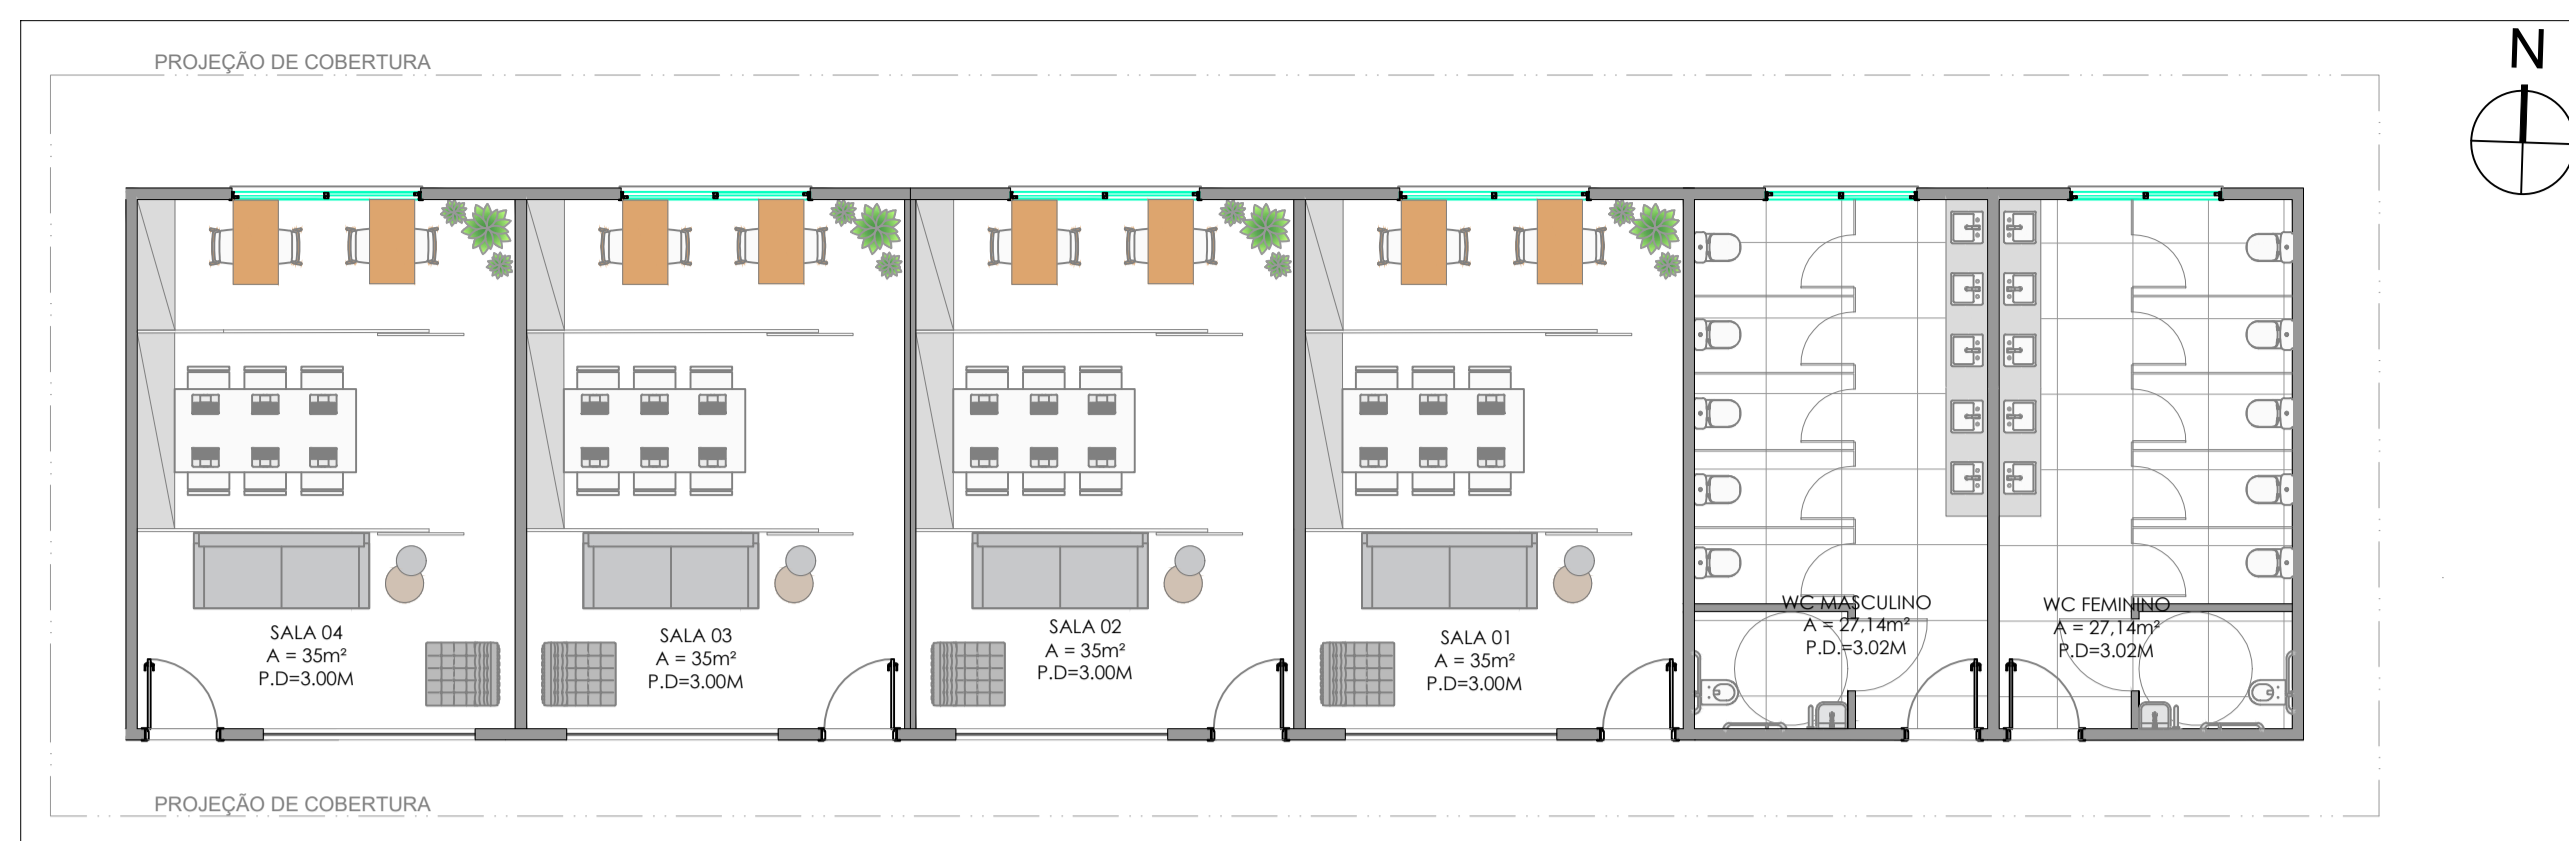 PROJEÇÃO DE COBERTURA
N
SALA 04
A = 35m²
P.D=3.00M
SALA 03
A = 35m²
P.D=3.00M
SALA 02
A = 35m²
P.D=3.00M
SALA 01
A = 35m²
P.D=3.00M
WC MASCULINO
A = 27,14m²
P.D.=3.02M
WC FEMININO
A = 27,14m²
P.D=3.02M
PROJEÇÃO DE COBERTURA